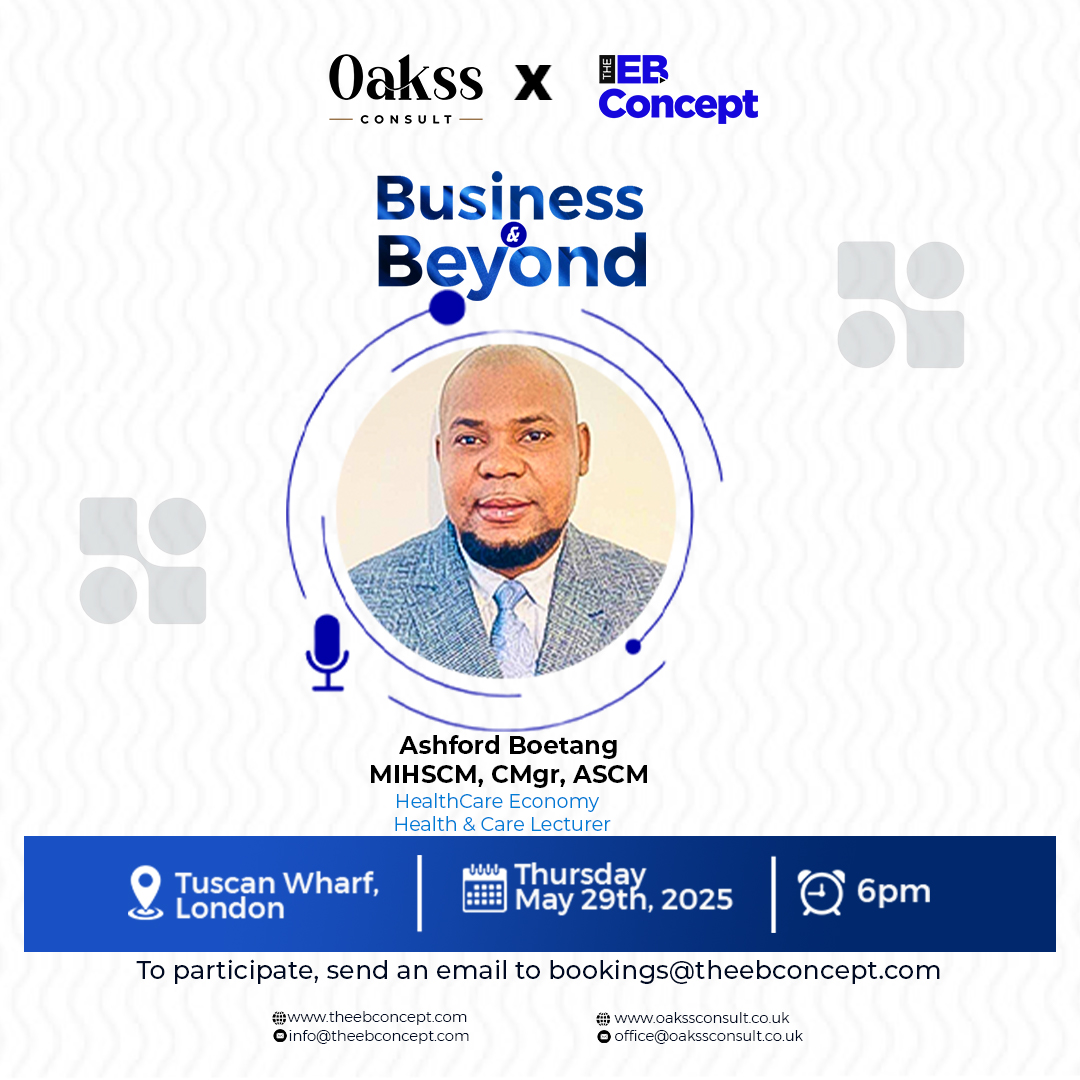 Oakss
CONSULT
X
THE EB
Concept
Business
&
Beyond
Ashford Boetang
MIHSCM, CMgr, ASCM
HealthCare Economy
Health & Care Lecturer
Tuscan Wharf,
London
Thursday
May 29th, 2025
6pm
To participate, send an email to bookings@theebconcept.com
www.theebconcept.com
info@theebconcept.com
www.oakssconsult.co.uk
office@oakssconsult.co.uk